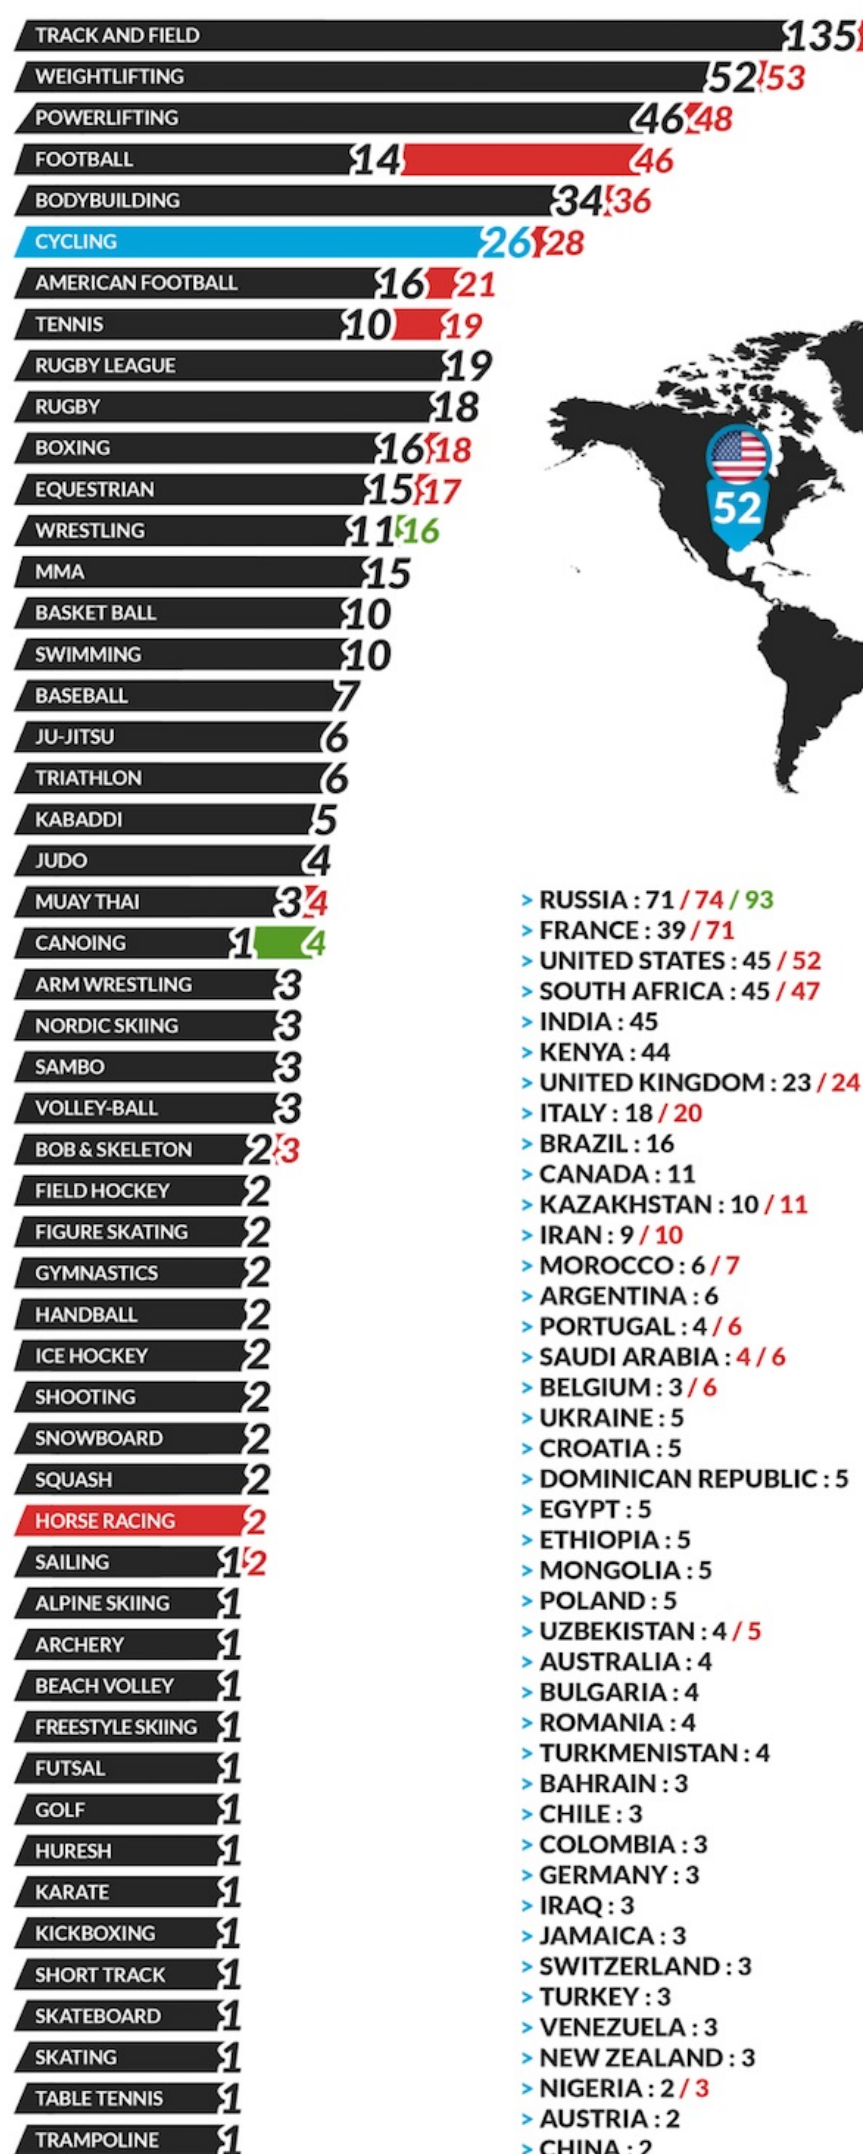 TRACK AND FIELD 135
WEIGHTLIFTING 52 53
POWERLIFTING 46 48
FOOTBALL 14 46
BODYBUILDING 34 36
CYCLING 26 28
AMERICAN FOOTBALL 16 21
TENNIS 10 19
RUGBY LEAGUE 19
RUGBY 18
BOXING 16 18
EQUESTRIAN 15 17
WRESTLING 11 16
MMA 15
BASKET BALL 10
SWIMMING 10
BASEBALL 7
JU-JITSU 6
TRIATHLON 6
KABADDI 5
JUDO 4
MUAY THAI 3 4
CANOING 1 4
ARM WRESTLING 3
NORDIC SKIING 3
SAMBO 3
VOLLEY-BALL 3
BOB & SKELETON 2 3
FIELD HOCKEY 2
FIGURE SKATING 2
GYMNASTICS 2
HANDBALL 2
ICE HOCKEY 2
SHOOTING 2
SNOWBOARD 2
SQUASH 2
HORSE RACING 2
SAILING 1 2
ALPINE SKIING 1
ARCHERY 1
BEACH VOLLEY 1
FREESTYLE SKIING 1
FUTSAL 1
GOLF 1
HURESH 1
KARATE 1
KICKBOXING 1
SHORT TRACK 1
SKATEBOARD 1
SKATING 1
TABLE TENNIS 1
TRAMPOLINE 1
52
> RUSSIA : 71 / 74 / 93
> FRANCE : 39 / 71
> UNITED STATES : 45 / 52
> SOUTH AFRICA : 45 / 47
> INDIA : 45
> KENYA : 44
> UNITED KINGDOM : 23 / 24
> ITALY : 18 / 20
> BRAZIL : 16
> CANADA : 11
> KAZAKHSTAN : 10 / 11
> IRAN : 9 / 10
> MOROCCO : 6 / 7
> ARGENTINA : 6
> PORTUGAL : 4 / 6
> SAUDI ARABIA : 4 / 6
> BELGIUM : 3 / 6
> UKRAINE : 5
> CROATIA : 5
> DOMINICAN REPUBLIC : 5
> EGYPT : 5
> ETHIOPIA : 5
> MONGOLIA : 5
> POLAND : 5
> UZBEKISTAN : 4 / 5
> AUSTRALIA : 4
> BULGARIA : 4
> ROMANIA : 4
> TURKMENISTAN : 4
> BAHRAIN : 3
> CHILE : 3
> COLOMBIA : 3
> GERMANY : 3
> IRAQ : 3
> JAMAICA : 3
> SWITZERLAND : 3
> TURKEY : 3
> VENEZUELA : 3
> NEW ZEALAND : 3
> NIGERIA : 2 / 3
> AUSTRIA : 2
> CHINA : 2